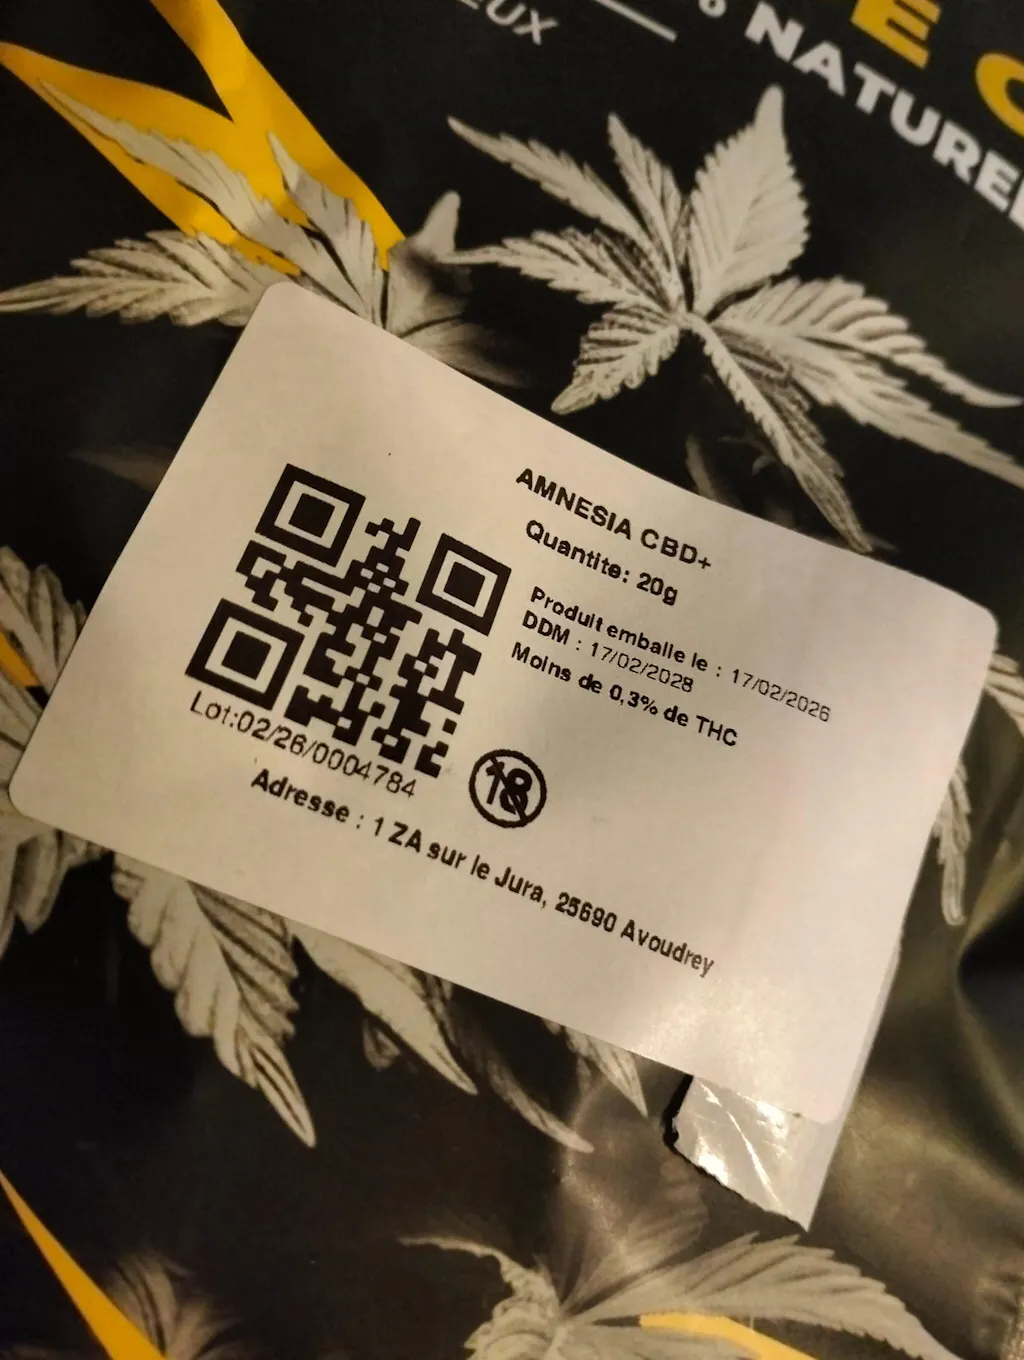 EUX
% NATUREL
E C
AMNESIA CBD+
Quantite: 20g
Produit emballe le : 17/02/2026
DDM : 17/02/2028
Moins de 0,3% de THC
Lot:02/26/0004784
18
Adresse : 1 ZA sur le Jura, 25690 Avoudrey